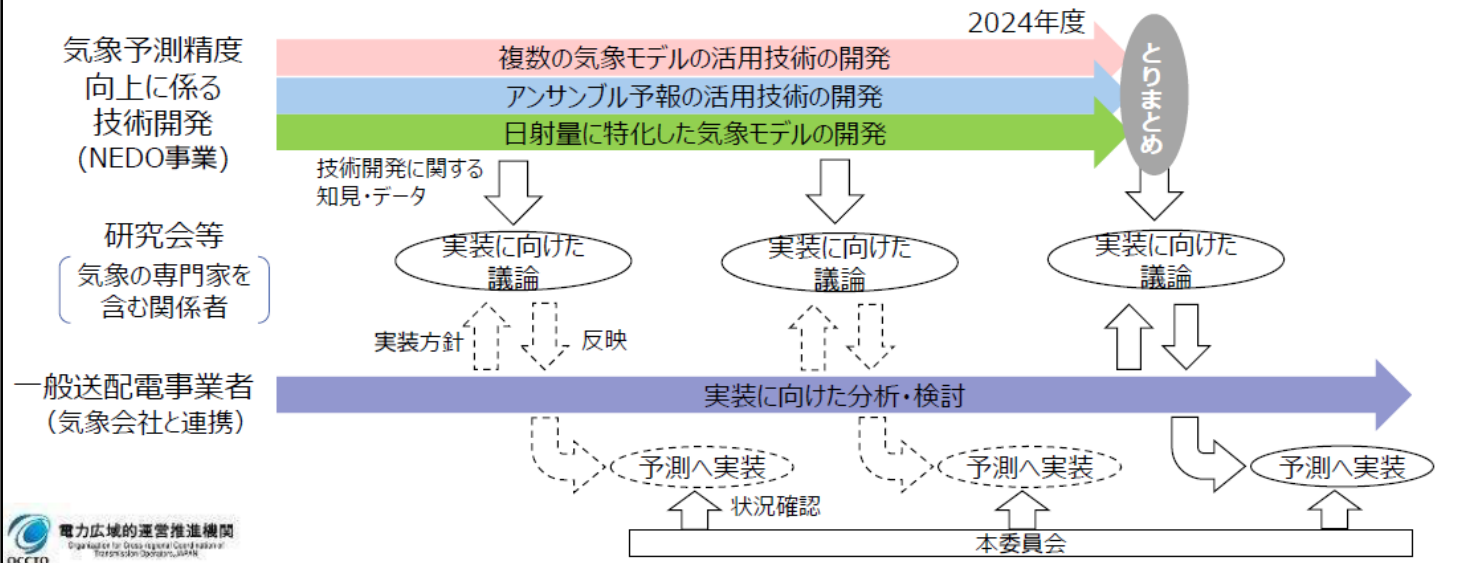 2024年度
気象予測精度
向上に係る
技術開発
(NEDO事業)
複数の気象モデルの活用技術の開発
アンサンブル予報の活用技術の開発
日射量に特化した気象モデルの開発
とりまとめ
技術開発に関する
知見・データ
研究会等
気象の専門家を
含む関係者
実装に向けた
議論
実装に向けた
議論
実装に向けた
議論
実装方針
反映
一般送配電事業者
(気象会社と連携)
実装に向けた分析・検討
予測へ実装
予測へ実装
予測へ実装
状況確認
本委員会
電力広域的運営推進機関
Organization for Cross-regional Coordination of
Transmission Operators, JAPAN
OCCTO